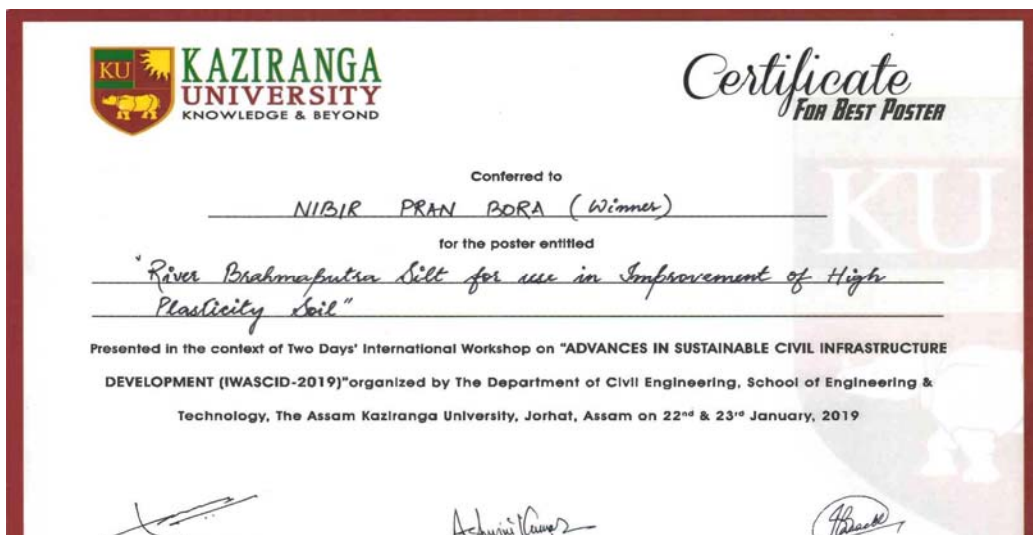 KU
KAZIRANGA
UNIVERSITY
KNOWLEDGE & BEYOND
Certificate
FOR BEST POSTER
Conferred to
NIBIR PRAN BORA (Winner)
for the poster entitled
"River Brahmaputra Silt for use in Improvement of High
Plasticity Soil"
Presented in the context of Two Days' International Workshop on "ADVANCES IN SUSTAINABLE CIVIL INFRASTRUCTURE
DEVELOPMENT (IWASCID-2019)"organized by The Department of Civil Engineering, School of Engineering &
Technology, The Assam Kaziranga University, Jorhat, Assam on 22nd & 23rd January, 2019
KU
Ashwini Kumar